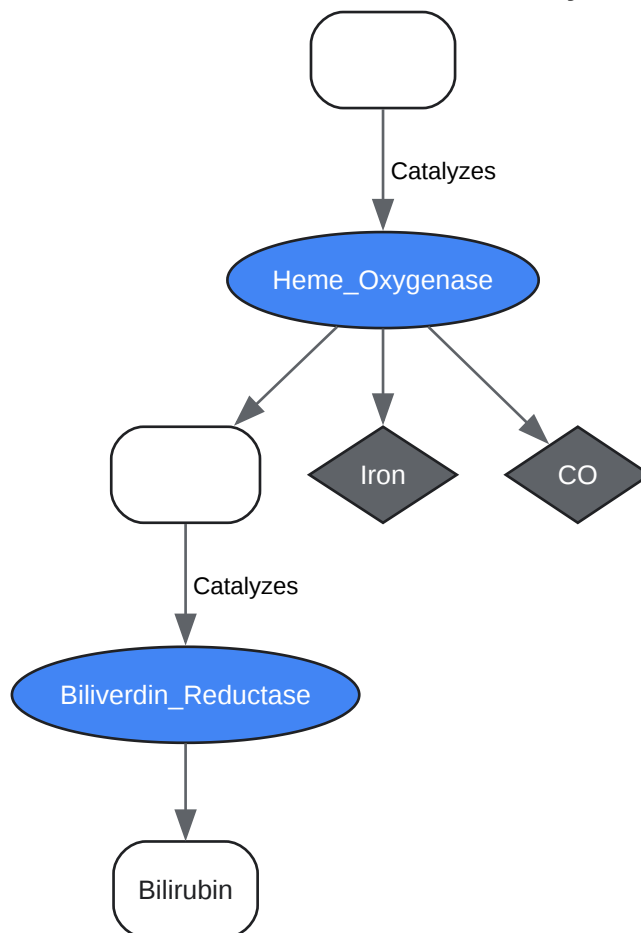 Catalyzes
Heme_Oxygenase
Iron
CO
Catalyzes
Biliverdin_Reductase
Bilirubin